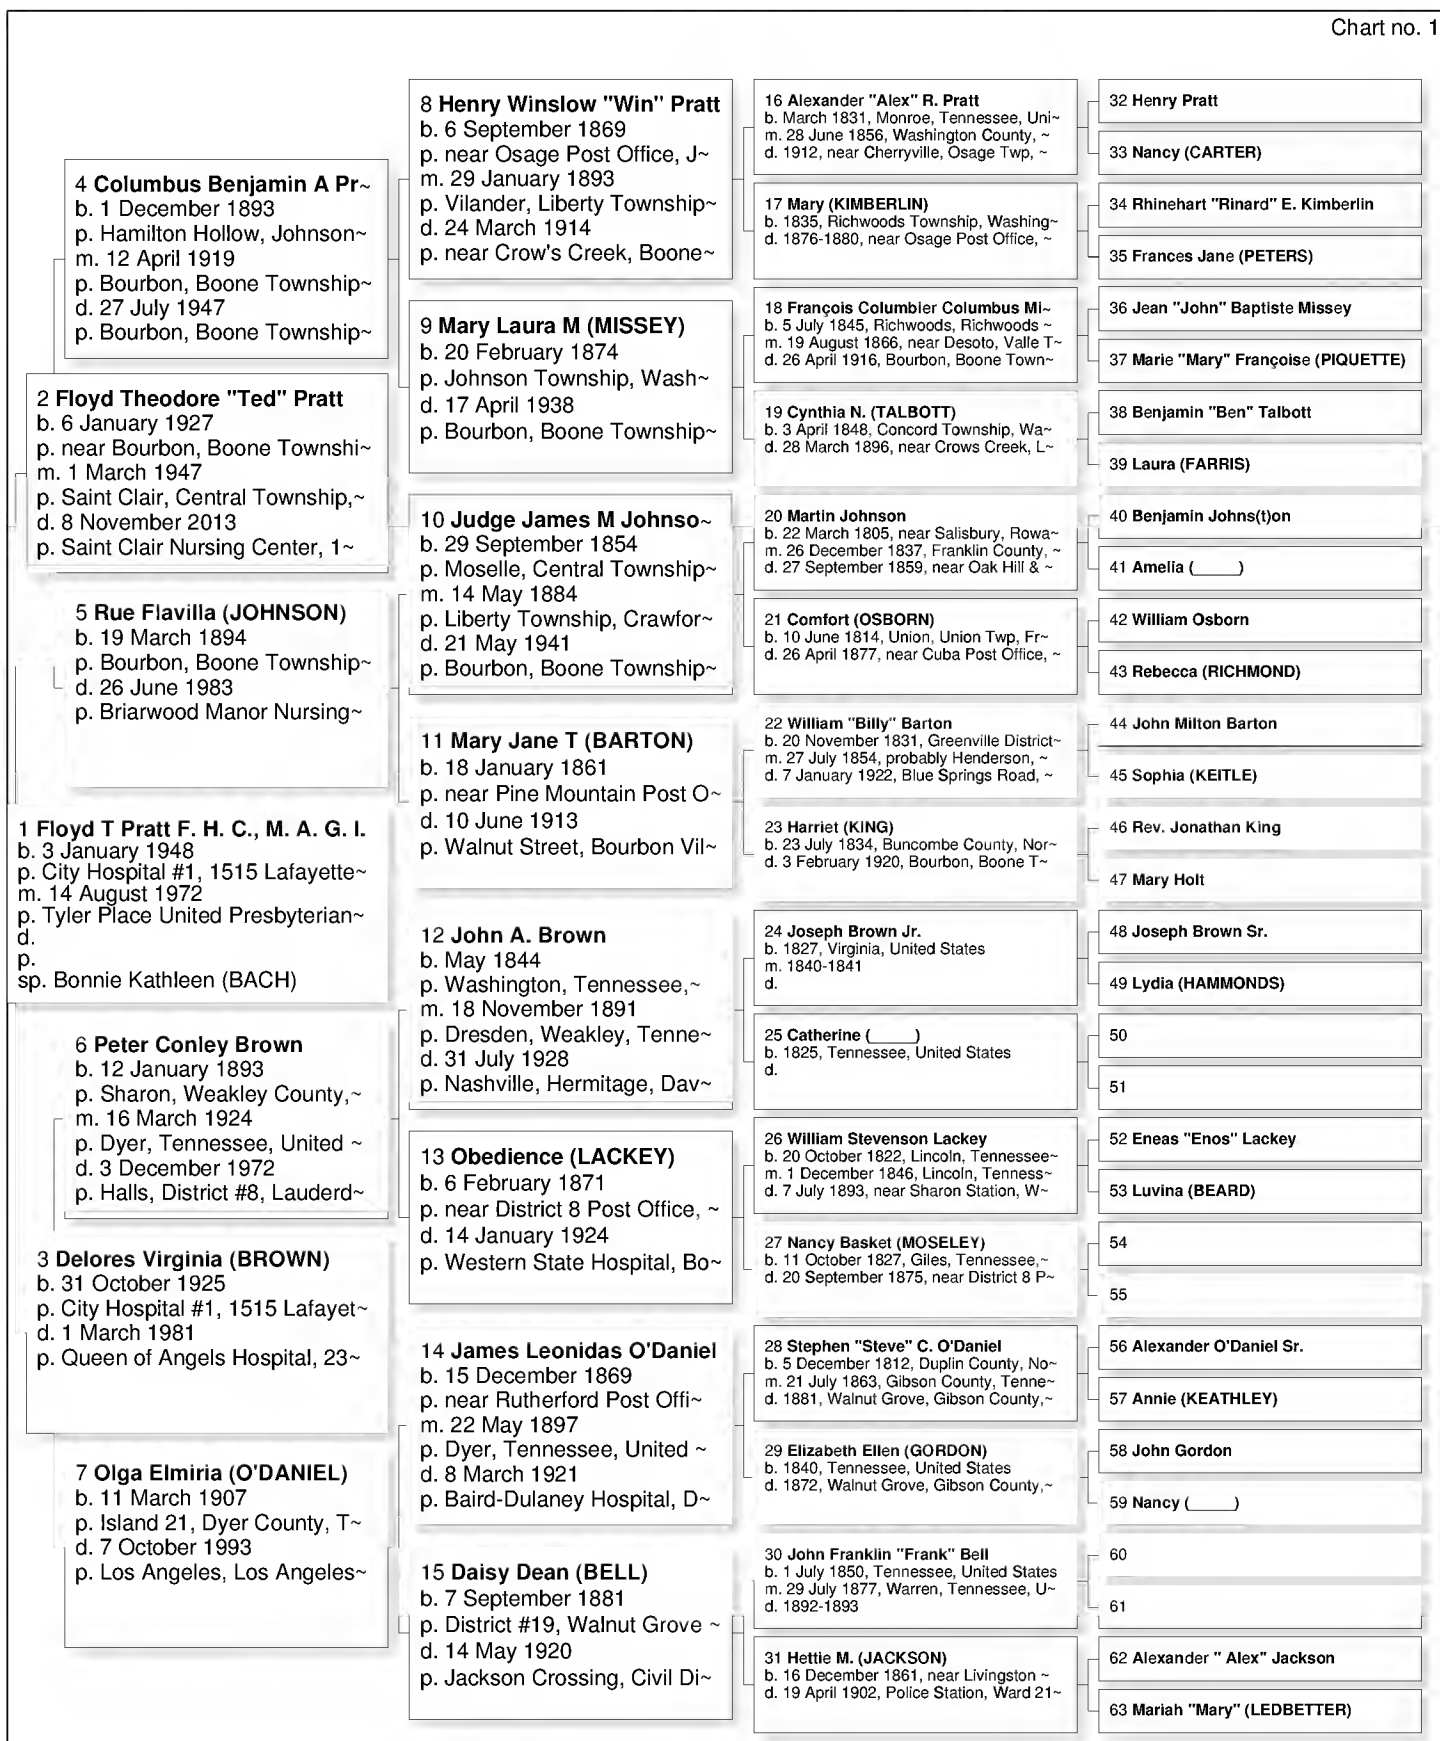 Chart no. 1
4 Columbus Benjamin A Pr~
b. 1 December 1893
p. Hamilton Hollow, Johnson~
m. 12 April 1919
p. Bourbon, Boone Township~
d. 27 July 1947
p. Bourbon, Boone Township~
2 Floyd Theodore "Ted" Pratt
b. 6 January 1927
p. near Bourbon, Boone Townshi~
m. 1 March 1947
p. Saint Clair, Central Township,~
d. 8 November 2013
p. Saint Clair Nursing Center, 1~
5 Rue Flavilla (JOHNSON)
b. 19 March 1894
p. Bourbon, Boone Township~
d. 26 June 1983
p. Briarwood Manor Nursing~
1 Floyd T Pratt F. H. C., M. A. G. I.
b. 3 January 1948
p. City Hospital #1, 1515 Lafayette~
m. 14 August 1972
p. Tyler Place United Presbyterian~
d.
p.
sp. Bonnie Kathleen (BACH)
6 Peter Conley Brown
b. 12 January 1893
p. Sharon, Weakley County,~
m. 16 March 1924
p. Dyer, Tennessee, United ~
d. 3 December 1972
p. Halls, District #8, Lauderd~
3 Delores Virginia (BROWN)
b. 31 October 1925
p. City Hospital #1, 1515 Lafayet~
d. 1 March 1981
p. Queen of Angels Hospital, 23~
7 Olga Elmiria (O'DANIEL)
b. 11 March 1907
p. Island 21, Dyer County, T~
d. 7 October 1993
p. Los Angeles, Los Angeles~
8 Henry Winslow "Win" Pratt
b. 6 September 1869
p. near Osage Post Office, J~
m. 29 January 1893
p. Vilander, Liberty Township~
d. 24 March 1914
p. near Crow's Creek, Boone~
9 Mary Laura M (MISSEY)
b. 20 February 1874
p. Johnson Township, Wash~
d. 17 April 1938
p. Bourbon, Boone Township~
10 Judge James M Johnso~
b. 29 September 1854
p. Moselle, Central Township~
m. 14 May 1884
p. Liberty Township, Crawfor~
d. 21 May 1941
p. Bourbon, Boone Township~
11 Mary Jane T (BARTON)
b. 18 January 1861
p. near Pine Mountain Post O~
d. 10 June 1913
p. Walnut Street, Bourbon Vil~
12 John A. Brown
b. May 1844
p. Washington, Tennessee,~
m. 18 November 1891
p. Dresden, Weakley, Tenne~
d. 31 July 1928
p. Nashville, Hermitage, Dav~
13 Obedience (LACKEY)
b. 6 February 1871
p. near District 8 Post Office, ~
d. 14 January 1924
p. Western State Hospital, Bo~
14 James Leonidas O'Daniel
b. 15 December 1869
p. near Rutherford Post Offi~
m. 22 May 1897
p. Dyer, Tennessee, United ~
d. 8 March 1921
p. Baird-Dulaney Hospital, D~
15 Daisy Dean (BELL)
b. 7 September 1881
p. District #19, Walnut Grove ~
d. 14 May 1920
p. Jackson Crossing, Civil Di~
16 Alexander "Alex" R. Pratt
b. March 1831, Monroe, Tennessee, Uni~
m. 28 June 1856, Washington County, ~
d. 1912, near Cherryville, Osage Twp, ~
17 Mary (KIMBERLIN)
b. 1835, Richwoods Township, Washing~
d. 1876-1880, near Osage Post Office, ~
18 François Columbier Columbus Mi~
b. 5 July 1845, Richwoods, Richwoods ~
m. 19 August 1866, near Desoto, Valle T~
d. 26 April 1916, Bourbon, Boone Town~
19 Cynthia N. (TALBOTT)
b. 3 April 1848, Concord Township, Wa~
d. 28 March 1896, near Crows Creek, L~
20 Martin Johnson
b. 22 March 1805, near Salisbury, Rowa~
m. 26 December 1837, Franklin County, ~
d. 27 September 1859, near Oak Hill & ~
21 Comfort (OSBORN)
b. 10 June 1814, Union, Union Twp, Fr~
d. 26 April 1877, near Cuba Post Office, ~
22 William "Billy" Barton
b. 20 November 1831, Greenville District~
m. 27 July 1854, probably Henderson, ~
d. 7 January 1922, Blue Springs Road, ~
23 Harriet (KING)
b. 23 July 1834, Buncombe County, Nor~
d. 3 February 1920, Bourbon, Boone T~
24 Joseph Brown Jr.
b. 1827, Virginia, United States
m. 1840-1841
d.
25 Catherine (_____)
b. 1825, Tennessee, United States
d.
26 William Stevenson Lackey
b. 20 October 1822, Lincoln, Tennessee~
m. 1 December 1846, Lincoln, Tenness~
d. 7 July 1893, near Sharon Station, W~
27 Nancy Basket (MOSELEY)
b. 11 October 1827, Giles, Tennessee,~
d. 20 September 1875, near District 8 P~
28 Stephen "Steve" C. O'Daniel
b. 5 December 1812, Duplin County, No~
m. 21 July 1863, Gibson County, Tenne~
d. 1881, Walnut Grove, Gibson County,~
29 Elizabeth Ellen (GORDON)
b. 1840, Tennessee, United States
d. 1872, Walnut Grove, Gibson County,~
30 John Franklin "Frank" Bell
b. 1 July 1850, Tennessee, United States
m. 29 July 1877, Warren, Tennessee, U~
d. 1892-1893
31 Hettie M. (JACKSON)
b. 16 December 1861, near Livingston ~
d. 19 April 1902, Police Station, Ward 21~
32 Henry Pratt
33 Nancy (CARTER)
34 Rhinehart "Rinard" E. Kimberlin
35 Frances Jane (PETERS)
36 Jean "John" Baptiste Missey
37 Marie "Mary" Françoise (PIQUETTE)
38 Benjamin "Ben" Talbott
39 Laura (FARRIS)
40 Benjamin Johns(t)on
41 Amelia (_____)
42 William Osborn
43 Rebecca (RICHMOND)
44 John Milton Barton
45 Sophia (KEITLE)
46 Rev. Jonathan King
47 Mary Holt
48 Joseph Brown Sr.
49 Lydia (HAMMONDS)
50
51
52 Eneas "Enos" Lackey
53 Luvina (BEARD)
54
55
56 Alexander O'Daniel Sr.
57 Annie (KEATHLEY)
58 John Gordon
59 Nancy (_____)
60
61
62 Alexander " Alex" Jackson
63 Mariah "Mary" (LEDBETTER)